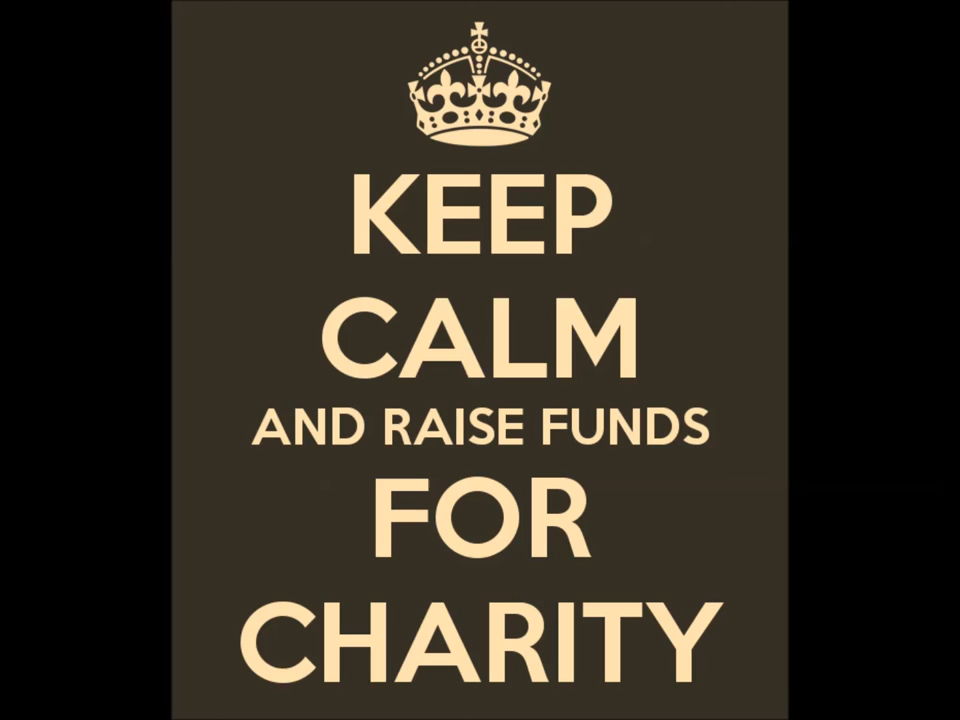 KEEP
CALM
AND RAISE FUNDS
FOR
CHARITY